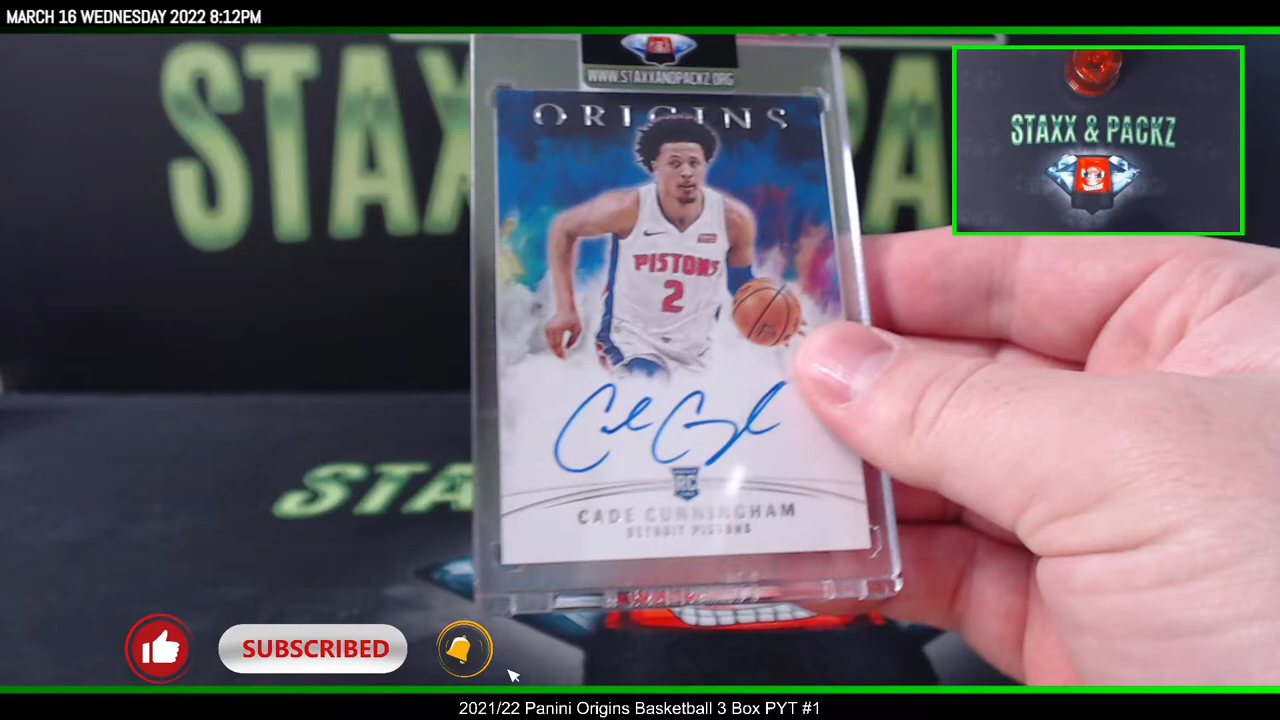 MARCH 16 WEDNESDAY 2022 8:12PM
STAXX
PA
WWW.STAXXANDPACKZ.ORG
STAXX & PACKZ
ORIGINS
PISTONS
2
RC
CADE CUNNINGHAM
DETROIT PISTONS
STA
SUBSCRIBED
2021/22 Panini Origins Basketball 3 Box PYT #1